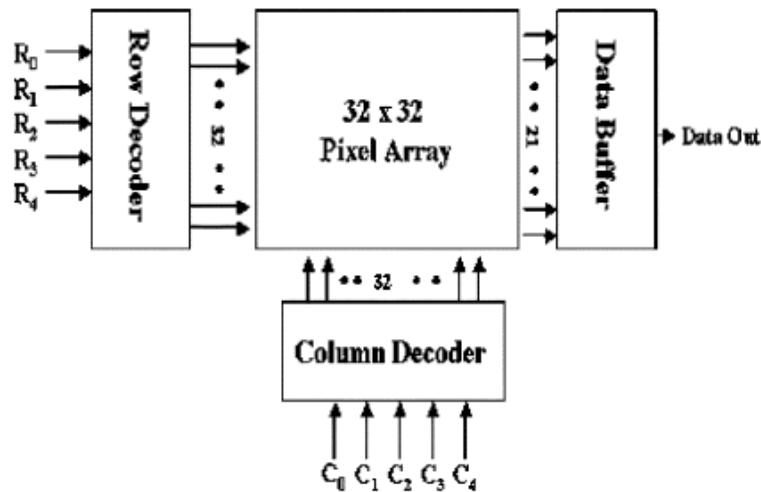 R0
R1
R2
R3
R4
Row Decoder
32
32 x 32
Pixel Array
21
Data Buffer
Data Out
32
Column Decoder
C0 C1 C2 C3 C4